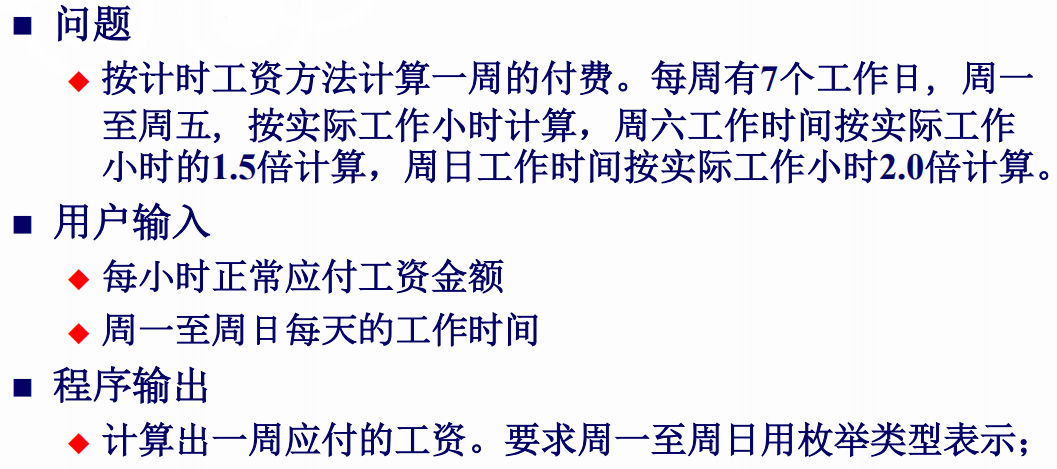 ■ 问题
◆ 按计时工资方法计算一周的付费。每周有7个工作日，周一
至周五，按实际工作小时计算，周六工作时间按实际工作
小时的1.5倍计算，周日工作时间按实际工作小时2.0倍计算。
■ 用户输入
◆ 每小时正常应付工资金额
◆ 周一至周日每天的工作时间
■ 程序输出
◆ 计算出一周应付的工资。要求周一至周日用枚举类型表示；